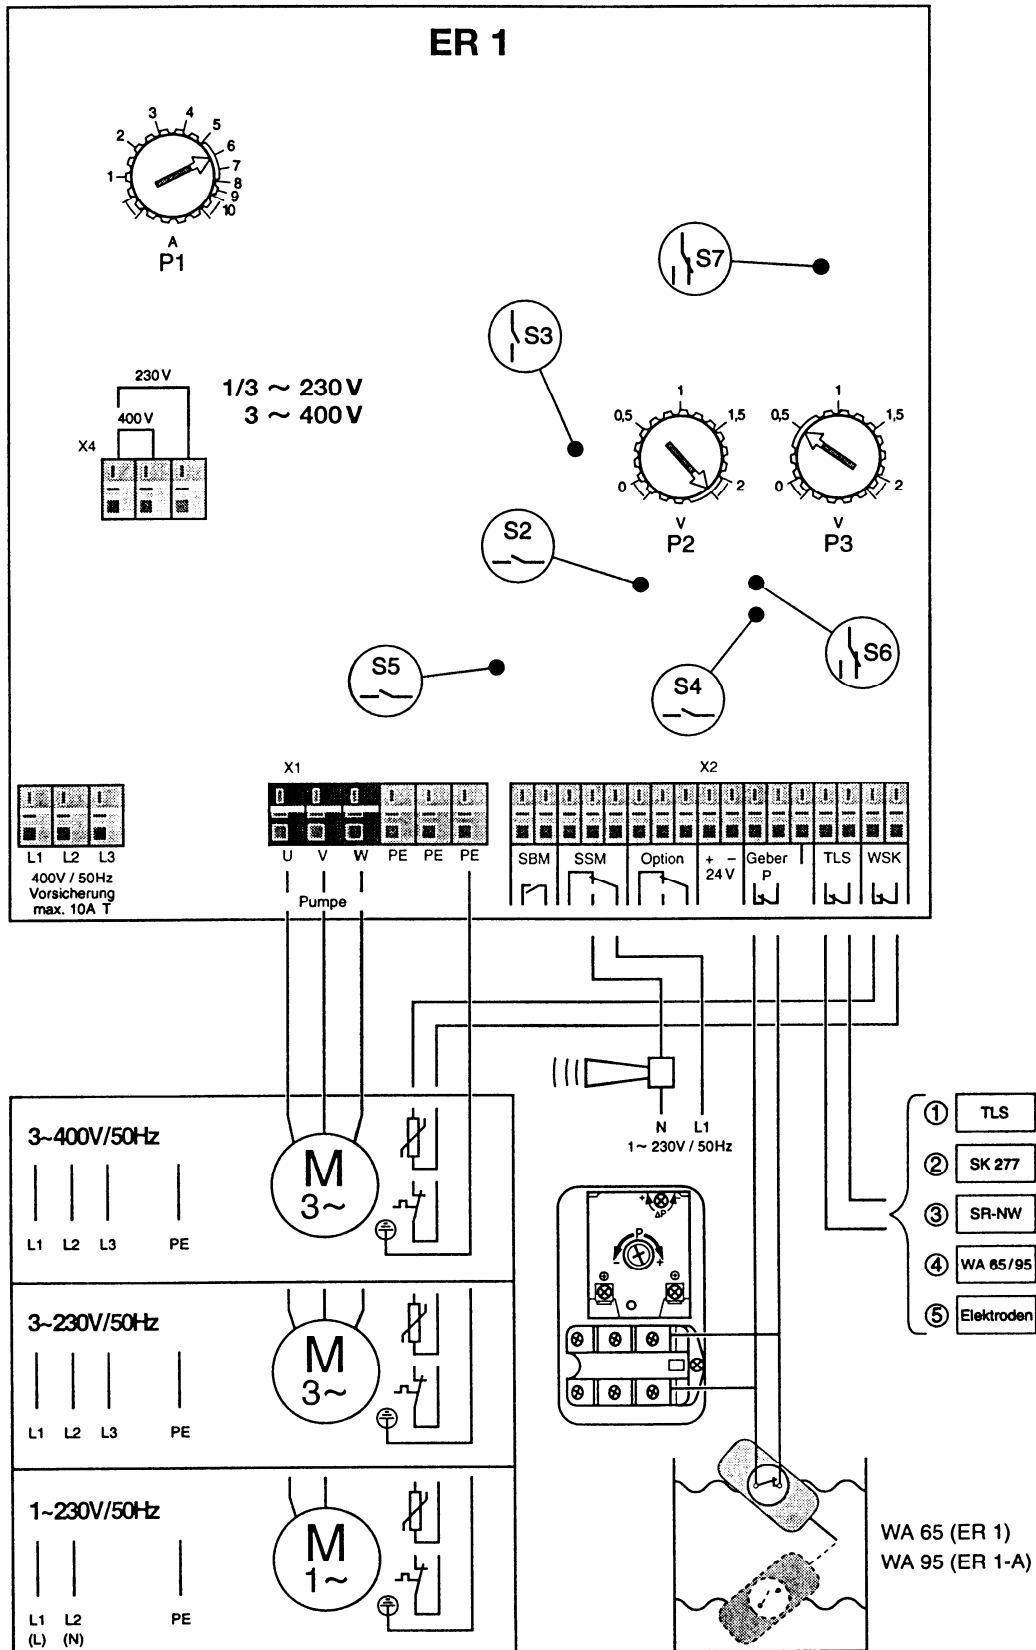 ER 1
1
2
3
4
5
6
7
8
9
10
A
P1
S7
S3
230 V
400 V
X4
1/3 ~ 230 V
3 ~ 400 V
0
0,5
1
1,5
2
V
P2
0
0,5
1
1,5
2
V
P3
S2
S5
S4
S6
L1 L2 L3
400V / 50Hz
Vorsicherung
max. 10A T
X1
U V W PE PE PE
Pumpe
X2
SBM SSM Option + − Geber TLS WSK
24 V P
N L1
1~ 230V / 50Hz
3~400V/50Hz
L1 L2 L3 PE
M
3~
3~230V/50Hz
L1 L2 L3 PE
M
3~
1~230V/50Hz
L1 L2 PE
(L) (N)
M
1~
+ ΔP
P
− +
1 TLS
2 SK 277
3 SR-NW
4 WA 65/95
5 Elektroden
WA 65 (ER 1)
WA 95 (ER 1-A)